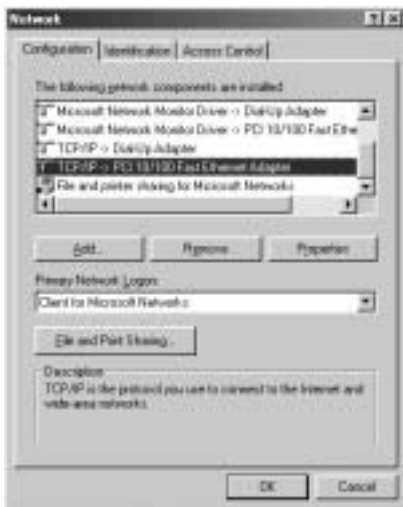 Network
Configuration Identification Access Control
The following network components are installed:
Microsoft Network Monitor Driver -> Dial-Up Adapter
Microsoft Network Monitor Driver -> PCI 10/100 Fast Ethe
TCP/IP -> Dial-Up Adapter
TCP/IP -> PCI 10/100 Fast Ethernet Adapter
File and printer sharing for Microsoft Networks
Add... Remove Properties
Primary Network Logon:
Client for Microsoft Networks
File and Print Sharing...
Description
TCP/IP is the protocol you use to connect to the Internet and
wide-area networks.
OK Cancel